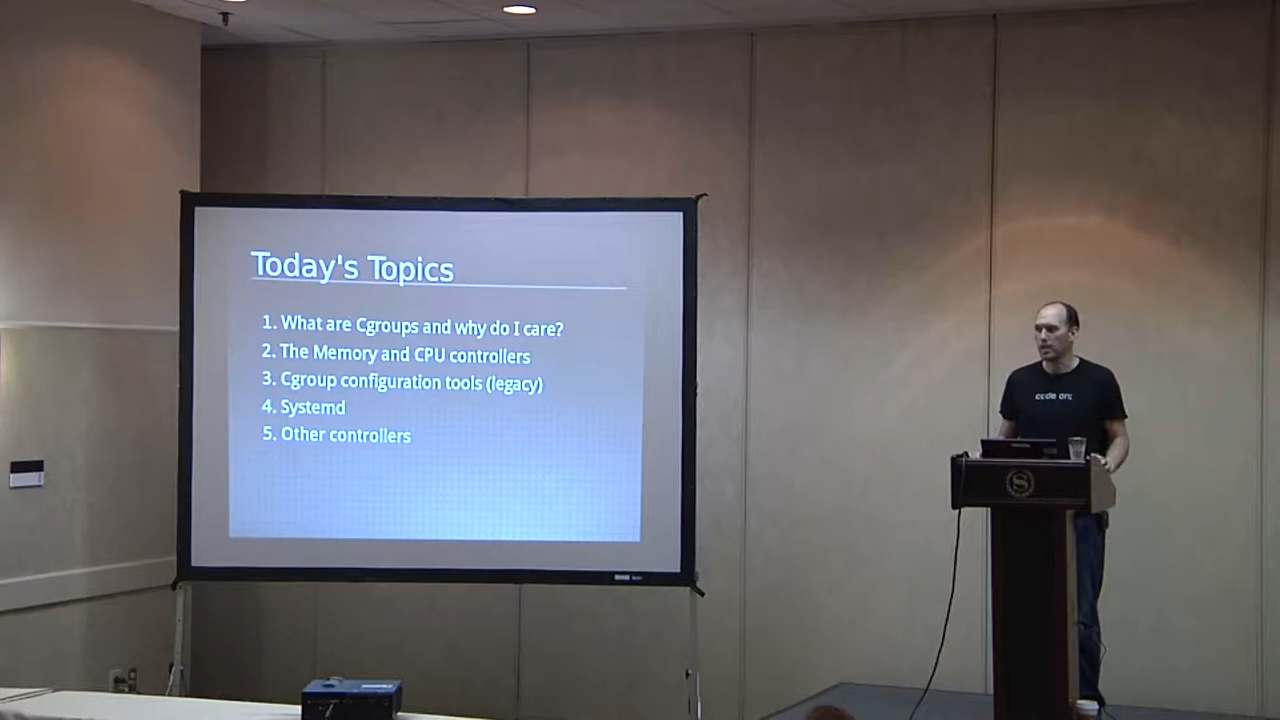 Today's Topics
1. What are Cgroups and why do I care?
2. The Memory and CPU controllers
3. Cgroup configuration tools (legacy)
4. Systemd
5. Other controllers
S